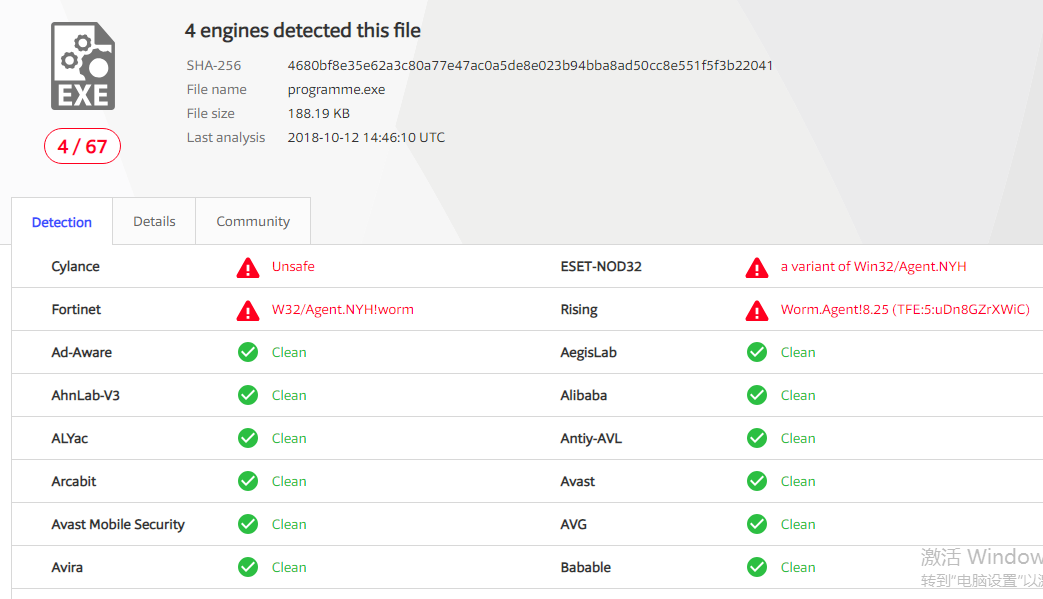 4 engines detected this file
SHA-256 4680bf8e35e62a3c80a77e47ac0a5de8e023b94bba8ad50cc8e551f5f3b22041
File name programme.exe
File size 188.19 KB
Last analysis 2018-10-12 14:46:10 UTC
EXE
4 / 67
Detection Details Community
Cylance Unsafe ESET-NOD32 a variant of Win32/Agent.NYH
Fortinet W32/Agent.NYH!worm Rising Worm.Agent!8.25 (TFE:5:uDn8GZrXWiC)
Ad-Aware Clean AegisLab Clean
AhnLab-V3 Clean Alibaba Clean
ALYac Clean Antiy-AVL Clean
Arcabit Clean Avast Clean
Avast Mobile Security Clean AVG Clean
Avira Clean Babable Clean
激活 Window
转到“电脑设置”以